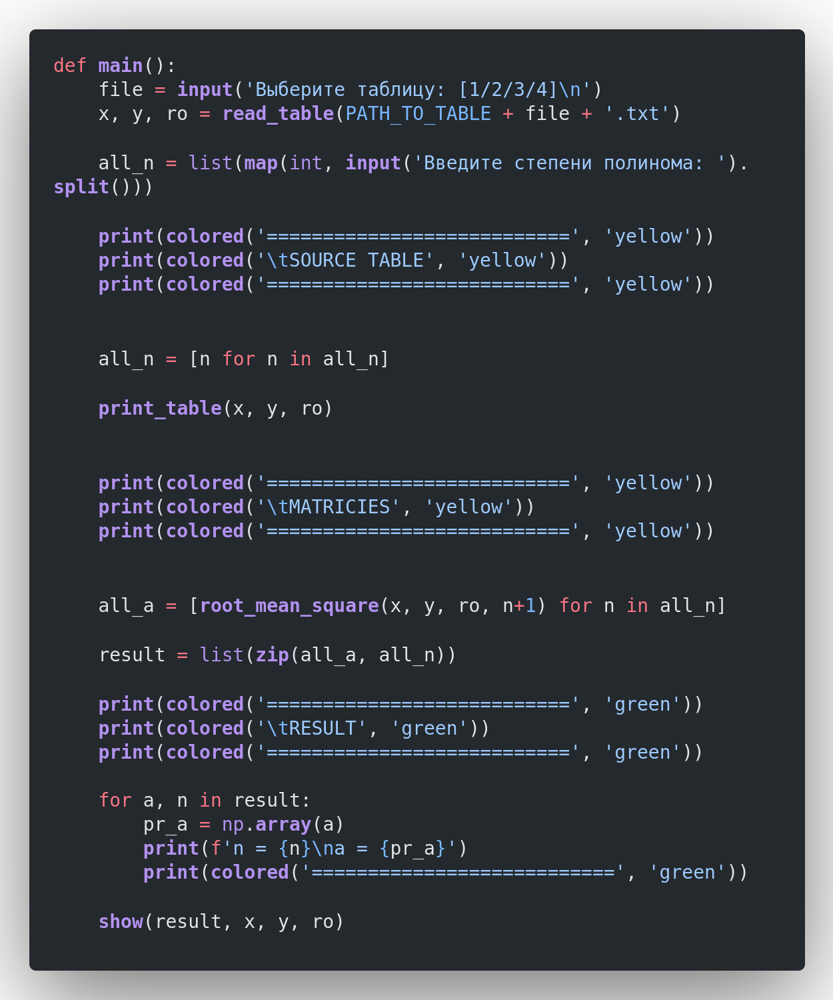 def main():
    file = input('Выберите таблицу: [1/2/3/4]\n')
    x, y, ro = read_table(PATH_TO_TABLE + file + '.txt')
    all_n = list(map(int, input('Введите степени полинома: ').
split()))
    print(colored('===========================', 'yellow'))
    print(colored('\tSOURCE TABLE', 'yellow'))
    print(colored('===========================', 'yellow'))
    all_n = [n for n in all_n]
    print_table(x, y, ro)
    print(colored('===========================', 'yellow'))
    print(colored('\tMATRICIES', 'yellow'))
    print(colored('===========================', 'yellow'))
    all_a = [root_mean_square(x, y, ro, n+1) for n in all_n]
    result = list(zip(all_a, all_n))
    print(colored('===========================', 'green'))
    print(colored('\tRESULT', 'green'))
    print(colored('===========================', 'green'))
    for a, n in result:
        pr_a = np.array(a)
        print(f'n = {n}\na = {pr_a}')
        print(colored('===========================', 'green'))
    show(result, x, y, ro)